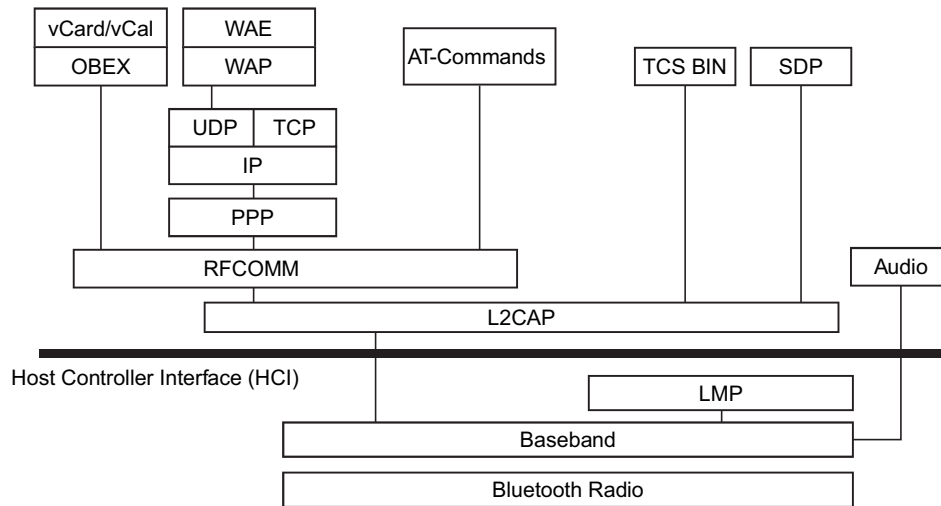 vCard/vCal
OBEX
WAE
WAP
AT-Commands
TCS BIN
SDP
UDP
TCP
IP
PPP
RFCOMM
Audio
L2CAP
Host Controller Interface (HCI)
LMP
Baseband
Bluetooth Radio